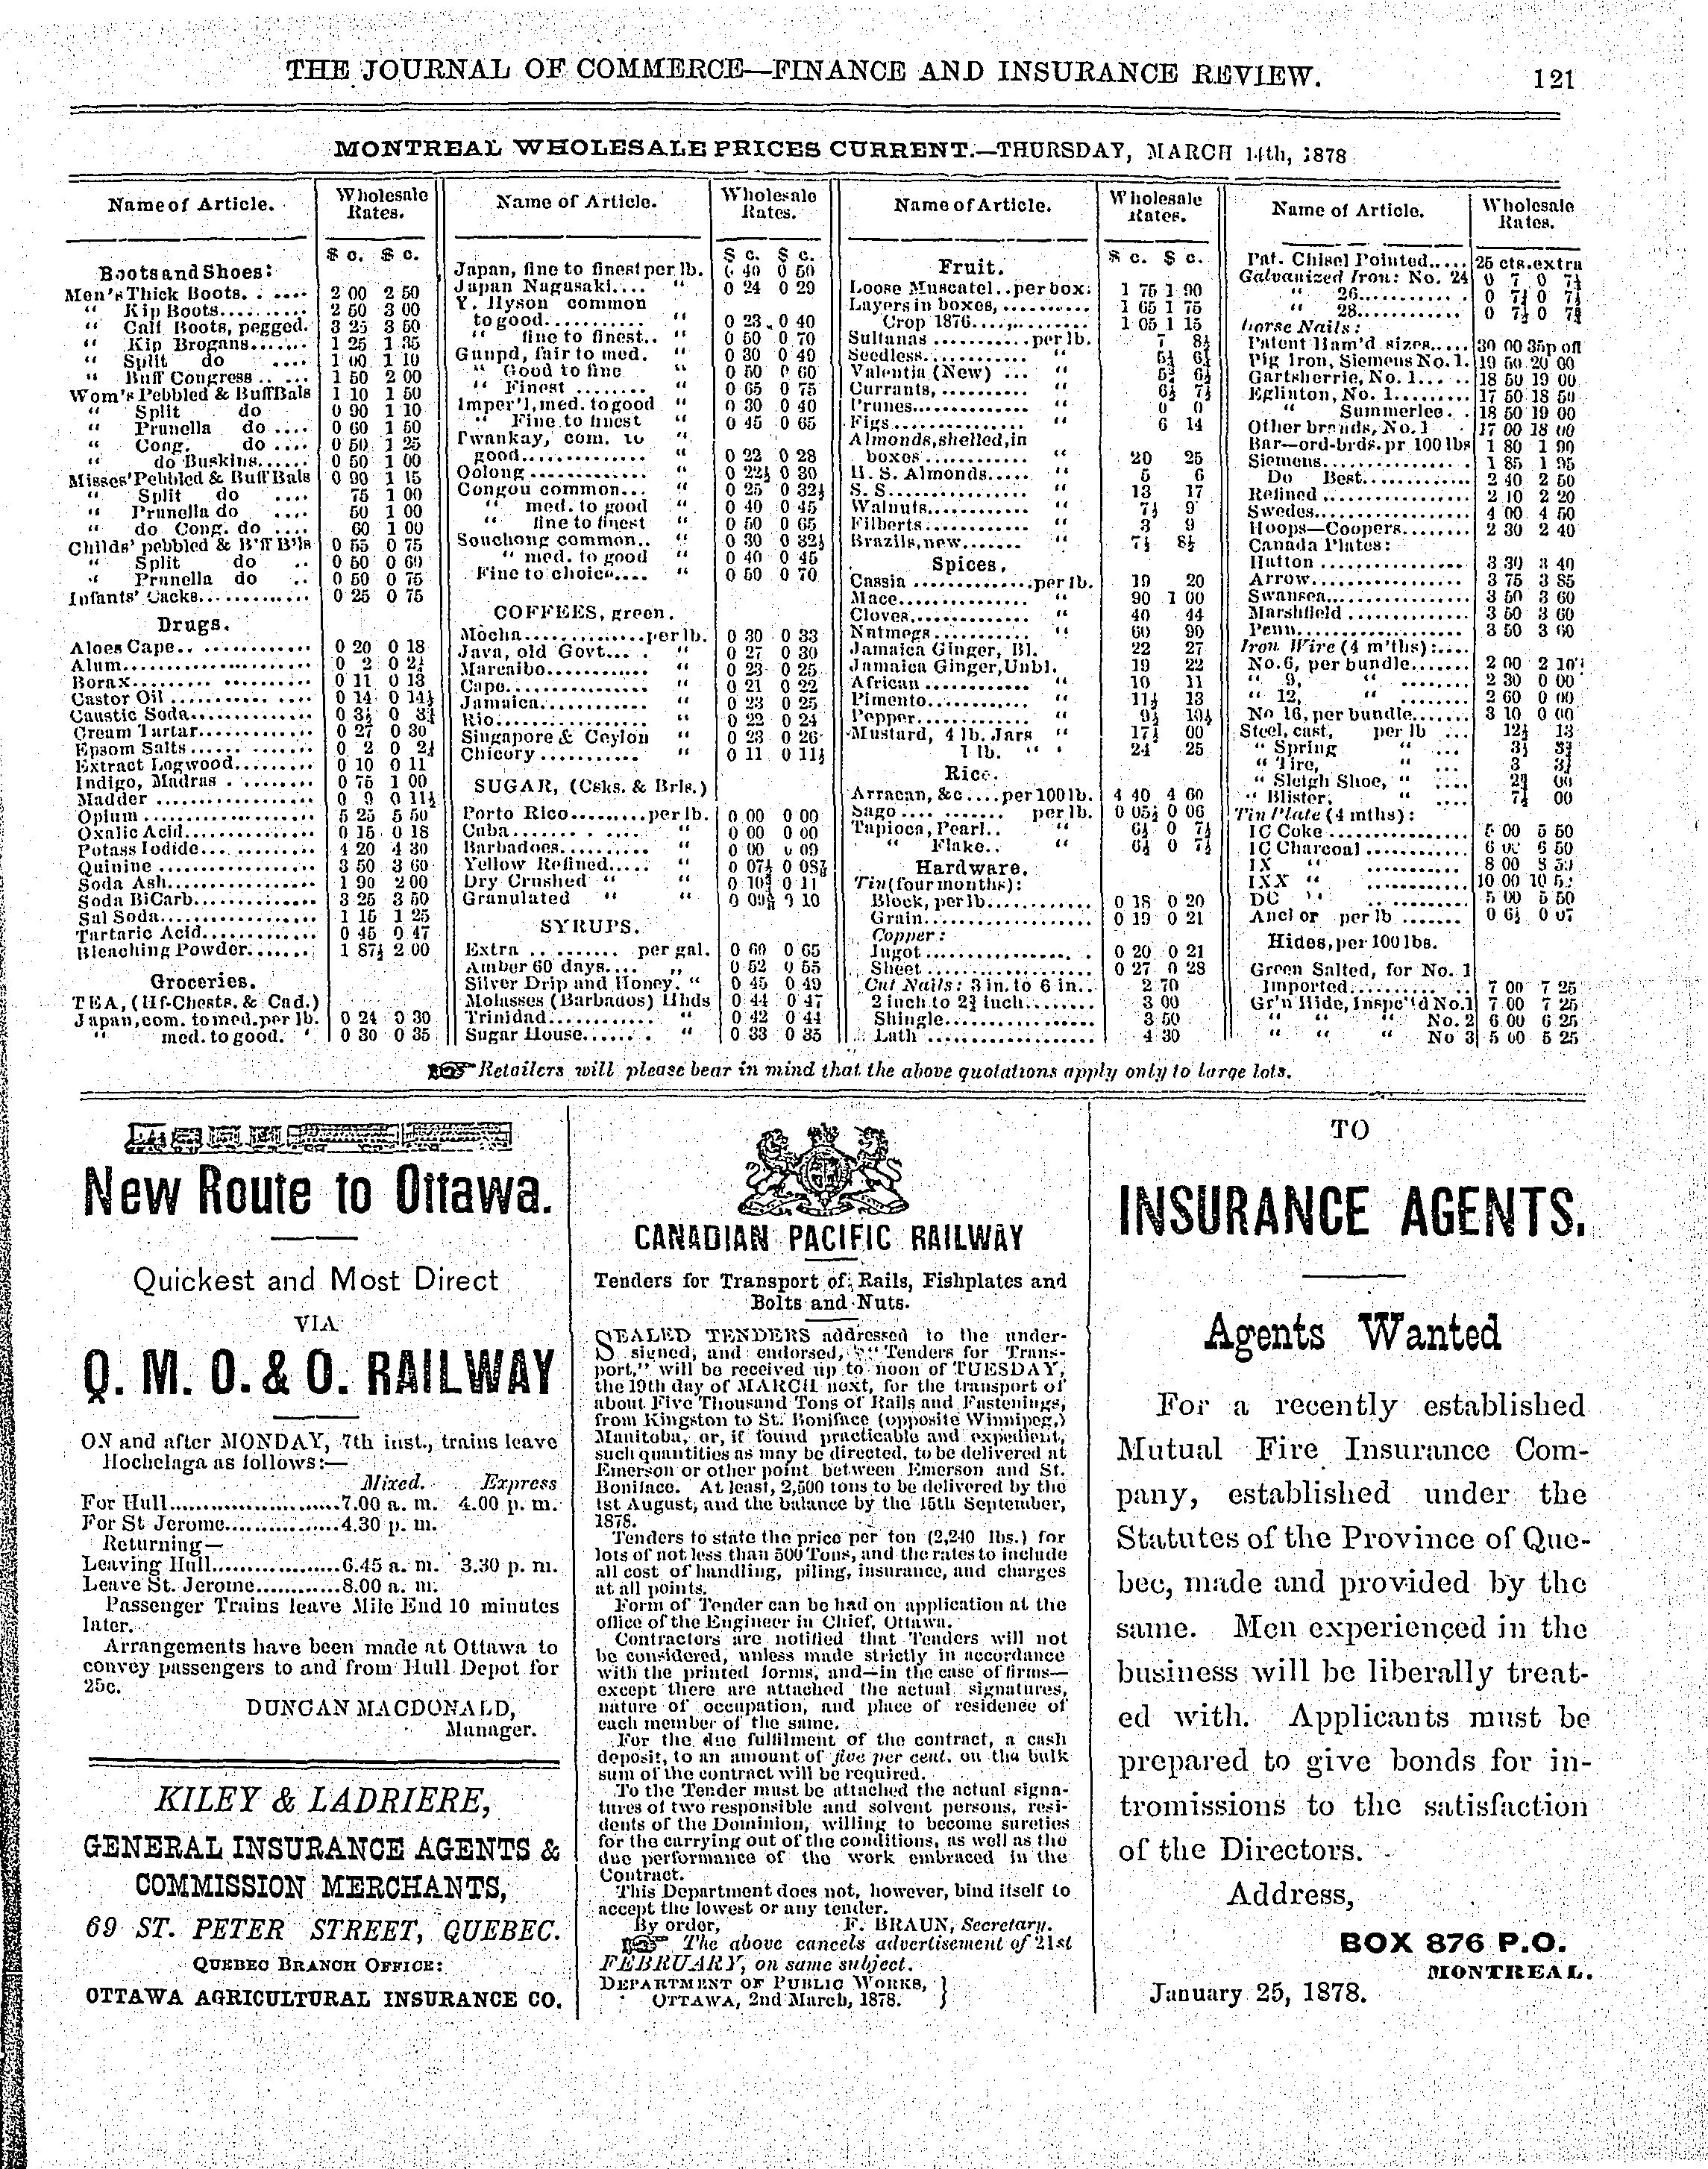 THE JOURNAL OF COMMERCE—FINANCE AND INSURANCE REVIEW. 121
MONTREAL WHOLESALE PRICES CURRENT.—THURSDAY, MARCH 14th, 1878
Name of Article. Wholesale Rates.
$ c. $ c.
Boots and Shoes:
Men's Thick Boots. . .... 2 00 2 50
" Kip Boots.......... 2 50 3 00
" Calf Boots, pegged. 3 25 3 50
" Kip Brogans....... 1 25 1 35
" Split do .... 1 00 1 10
" Buff Congress .. ... 1 50 2 00
Wom's Pebbled & Buff Bals 1 10 1 50
" Split do 0 90 1 10
" Prunella do .... 0 60 1 50
" Cong. do .... 0 50 1 25
" do Buskins...... 0 50 1 00
Misses' Pebbled & Buff Bals 0 90 1 15
" Split do .... 75 1 00
" Prunella do .... 50 1 00
" do Cong. do .... 60 1 00
Childs' pebbled & B'ff B'ls 0 55 0 75
" Split do .. 0 50 0 60
" Prunella do .. 0 50 0 75
Infants' Cacks............ 0 25 0 75
Drugs.
Aloes Cape.. ............ 0 20 0 18
Alum.................... 0 2 0 2½
Borax.................... 0 11 0 13
Castor Oil ............... 0 14 0 14½
Caustic Soda............. 0 3½ 0 3¾
Cream Tartar............. 0 27 0 30
Epsom Salts.............. 0 2 0 2½
Extract Logwood......... 0 10 0 11
Indigo, Madras .......... 0 75 1 00
Madder .................. 0 9 0 11½
Opium................... 5 25 5 50
Oxalic Acid.............. 0 15 0 18
Potass Iodide............ 4 20 4 30
Quinine ................. 3 50 3 60
Soda Ash................. 1 90 2 00
Soda BiCarb.............. 3 25 3 50
Sal Soda................. 1 15 1 25
Tartaric Acid............. 0 45 0 47
Bleaching Powder....... 1 87½ 2 00
Groceries.
TEA, (Hf-Chests. & Cad.)
Japan, com. to med. per lb. 0 24 0 30
" med. to good. " 0 30 0 35
Name of Article. Wholesale Rates.
$ c. $ c.
Japan, fine to finest per lb. 0 40 0 50
Japan Nagasaki.... " 0 24 0 29
Y. Hyson common
to good............ " 0 23 0 40
" fine to finest.. " 0 50 0 70
Gunpd, fair to med. " 0 30 0 40
" Good to fine " 0 50 0 60
" Finest ........ " 0 65 0 75
Imper'l, med. to good " 0 30 0 40
" Fine to finest " 0 45 0 65
Twankay, com. to "
good............. " 0 22 0 28
Oolong ............. " 0 22½ 0 30
Congou common... " 0 25 0 32½
" med. to good " 0 40 0 45
" fine to finest " 0 50 0 65
Souchong common.. " 0 30 0 32½
" med. to good " 0 40 0 45
Fine to choice.... " 0 50 0 70
COFFEES, green.
Mocha..............per lb. 0 30 0 33
Java, old Govt.... . " 0 27 0 30
Marcaibo........... " 0 23 0 25
Cape................ " 0 21 0 22
Jamaica............ " 0 23 0 25
Rio................. " 0 22 0 24
Singapore & Ceylon " 0 23 0 26
Chicory ........... " 0 11 0 11½
SUGAR, (Csks. & Brls.)
Porto Rico.........per lb. 0 00 0 00
Cuba....... . ..... " 0 00 0 00
Barbadoes.......... " 0 00 0 09
Yellow Refined..... " 0 07½
Dry Crushed " " 0 11
Granulated " " 0 10
SYRUPS.
Extra .......... per gal. 0 60 0 65
Amber 60 days.... ,, 0 52 0 55
Silver Drip and Honey. " 0 45 0 49
Molasses (Barbados) Hhds 0 44 0 47
Trinidad............ " 0 42 0 44
Sugar House...... . " 0 33 0 35
Name of Article. Wholesale Rates.
$ c. $ c.
Fruit.
Loose Muscatel..per box. 1 75 1 90
Layers in boxes, ........... 1 65 1 75
Crop 1876............. 1 05 1 15
Sultanas ...........per lb. 7 8½
Seedless............. "
Valentia (New) ... "
Currants, ........... "
Prunes.............. " 0 0
Figs................. " 6 14
Almonds, shelled, in
boxes ............ " 20 25
H. S. Almonds..... " 5 6
S. S................. " 13 17
Walnuts............. " 7½ 9
Filberts............. " 3 9
Brazils, new....... " 7½ 8½
Spices.
Cassia ..............per lb. 19 20
Mace............... " 90 1 00
Cloves.............. " 40 44
Nutmegs............ " 60 90
Jamaica Ginger, Bl. 22 27
Jamaica Ginger, Unbl. 19 22
African ............ " 10 11
Pimento............ " 11½ 13
Pepper............. " 9½ 10½
Mustard, 4 lb. Jars " 17½ 00
1 lb. " " 24 25
Rice.
Arracan, &c....per 100 lb. 4 40 4 60
Sago .... ....... per lb. 0 05½ 0 06
Tapioca, Pearl.. " 6½ 0 7½
" Flake.. " 6½ 0 7½
Hardware.
Tin (four months):
Block, per lb........... 0 18 0 20
Grain................... 0 19 0 21
Copper:
Ingot................... 0 20 0 21
Sheet................... 0 27 0 28
Cut Nails: 3 in. to 6 in.. 2 70
2 inch to 2¾ inch........ 3 00
Shingle................. 3 50
Lath ................... 4 30
Name of Article. Wholesale Rates.
Pat. Chisel Pointed..... 25 cts. extra
Galvanized Iron: No. 24 0 7 0 7½
" 26............
" 28............
Horse Nails:
Patent Ham'd sizes..... 30 00 35 p off
Pig Iron, Siemens No. 1. 19 50 20 00
Gartsherrie, No. 1... .. 18 50 19 00
Eglinton, No. 1......... 17 50 18 50
" Summerlee. . 18 50 19 00
Other brands, No. 1 17 00 18 00
Bar—ord-brds. pr 100 lbs 1 80 1 90
Siemens.................. 1 85 1 95
Do Best............. 2 40 2 50
Refined ................. 2 10 2 20
Swedes................... 4 00 4 50
Hoops—Coopers......... 2 30 2 40
Canada Plates:
Hatton .................. 3 30 3 40
Arrow.................... 3 75 3 85
Swansea.................. 3 50 3 60
Marshfield .............. 3 50 3 60
Penn..................... 3 50 3 60
Iron Wire (4 m'ths):....
No. 6, per bundle....... 2 00 2 10
" 9, " ........ 2 30 0 00
" 12, " ........ 2 60 0 00
No 16, per bundle....... 3 10 0 00
Steel, cast, per lb .... 12½ 13
" Spring " ...
" Tire, " ...
" Sleigh Shoe, " ....
" Blister, " .... 7½ 00
Tin Plate (4 mths):
IC Coke ................. 5 00 5 50
IC Charcoal ............. 6 00 6 50
IX " ............. 8 00 8 50
IXX " ............. 10 00
DC " ............. 5 00 5 50
Anchor per lb ....... 0 6½ 0 07
Hides, per 100 lbs.
Green Salted, for No. 1
Imported.......... ... 7 00 7 25
Gr'n Hide, Inspc'td No. 1 7 00 7 25
" " " No. 2 6 00 6 25
" " " No 3 5 00 5 25
Retailers will please bear in mind that the above quotations apply only to large lots.
New Route to Ottawa.
Quickest and Most Direct
VIA
Q. M. O. & O. RAILWAY
ON and after MONDAY, 7th inst., trains leave
Hochelaga as follows:—
Mixed. Express
For Hull........................7.00 a. m. 4.00 p. m.
For St Jerome................4.30 p. m.
Returning—
Leaving Hull..................6.45 a. m. 3.30 p. m.
Leave St. Jerome............8.00 a. m.
Passenger Trains leave Mile End 10 minutes
later.
Arrangements have been made at Ottawa to
convey passengers to and from Hull Depot for
25c.
DUNCAN MACDONALD,
Manager.
KILEY & LADRIERE,
GENERAL INSURANCE AGENTS &
COMMISSION MERCHANTS,
69 ST. PETER STREET, QUEBEC.
QUEBEC BRANCH OFFICE:
OTTAWA AGRICULTURAL INSURANCE CO.
CANADIAN PACIFIC RAILWAY
Tenders for Transport of Rails, Fishplates and
Bolts and Nuts.
SEALED TENDERS addressed to the under-
signed, and endorsed, "Tenders for Trans-
port," will be received up to noon of TUESDAY,
the 19th day of MARCH next, for the transport of
about Five Thousand Tons of Rails and Fastenings,
from Kingston to St. Boniface (opposite Winnipeg,)
Manitoba, or, if found practicable and expedient,
such quantities as may be directed, to be delivered at
Emerson or other point between Emerson and St.
Boniface. At least, 2,500 tons to be delivered by the
1st August, and the balance by the 15th September,
1878.
Tenders to state the price per ton (2,240 lbs.) for
lots of not less than 500 Tons, and the rates to include
all cost of handling, piling, insurance, and charges
at all points.
Form of Tender can be had on application at the
office of the Engineer in Chief, Ottawa.
Contractors are notified that Tenders will not
be considered, unless made strictly in accordance
with the printed forms, and—in the case of firms—
except there are attached the actual signatures,
nature of occupation, and place of residence of
each member of the same.
For the due fulfilment of the contract, a cash
deposit, to an amount of five per cent. on the bulk
sum of the contract will be required.
To the Tender must be attached the actual signa-
tures of two responsible and solvent persons, resi-
dents of the Dominion, willing to become sureties
for the carrying out of the conditions, as well as the
due performance of the work embraced in the
Contract.
This Department does not, however, bind itself to
accept the lowest or any tender.
By order, F. BRAUN, Secretary.
The above cancels advertisement of 21st
FEBRUARY, on same subject.
DEPARTMENT OF PUBLIC WORKS,
OTTAWA, 2nd March, 1878.
TO
INSURANCE AGENTS.
Agents Wanted
For a recently established
Mutual Fire Insurance Com-
pany, established under the
Statutes of the Province of Que-
bec, made and provided by the
same. Men experienced in the
business will be liberally treat-
ed with. Applicants must be
prepared to give bonds for in-
tromissions to the satisfaction
of the Directors.
Address,
BOX 876 P.O.
MONTREAL.
January 25, 1878.